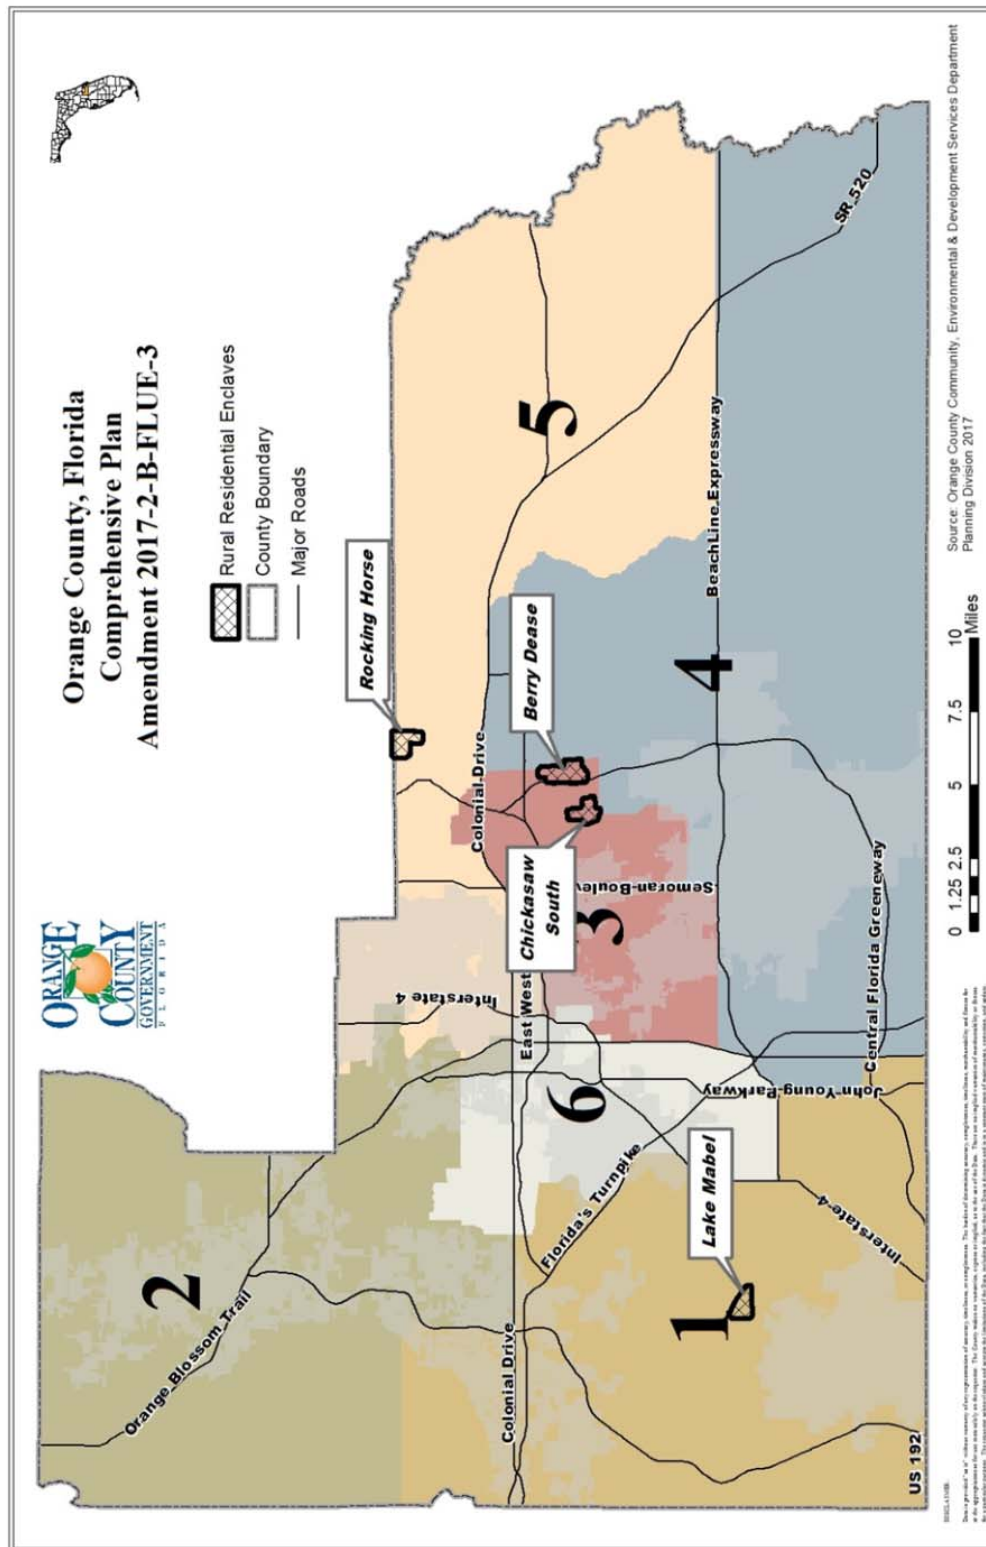 Orange County, Florida
Comprehensive Plan
Amendment 2017-2-B-FLUE-3
Rural Residential Enclaves
County Boundary
Major Roads
ORANGE
COUNTY
GOVERNMENT
FLORIDA
Rocking Horse
Berry Dease
Chickasaw
South
Lake Mabel
1
2
3
4
5
6
Orange Blossom Trail
Colonial Drive
Colonial Drive
East West
Interstate 4
Interstate 4
Florida's Turnpike
John Young Parkway
Semoran Boulev
Central Florida Greeneway
BeachLine Expressway
SR 520
US 192
0 1.25 2.5 5 7.5 10
Miles
Source: Orange County Community, Environmental & Development Services Department
Planning Division 2017
DISCLAIMER: